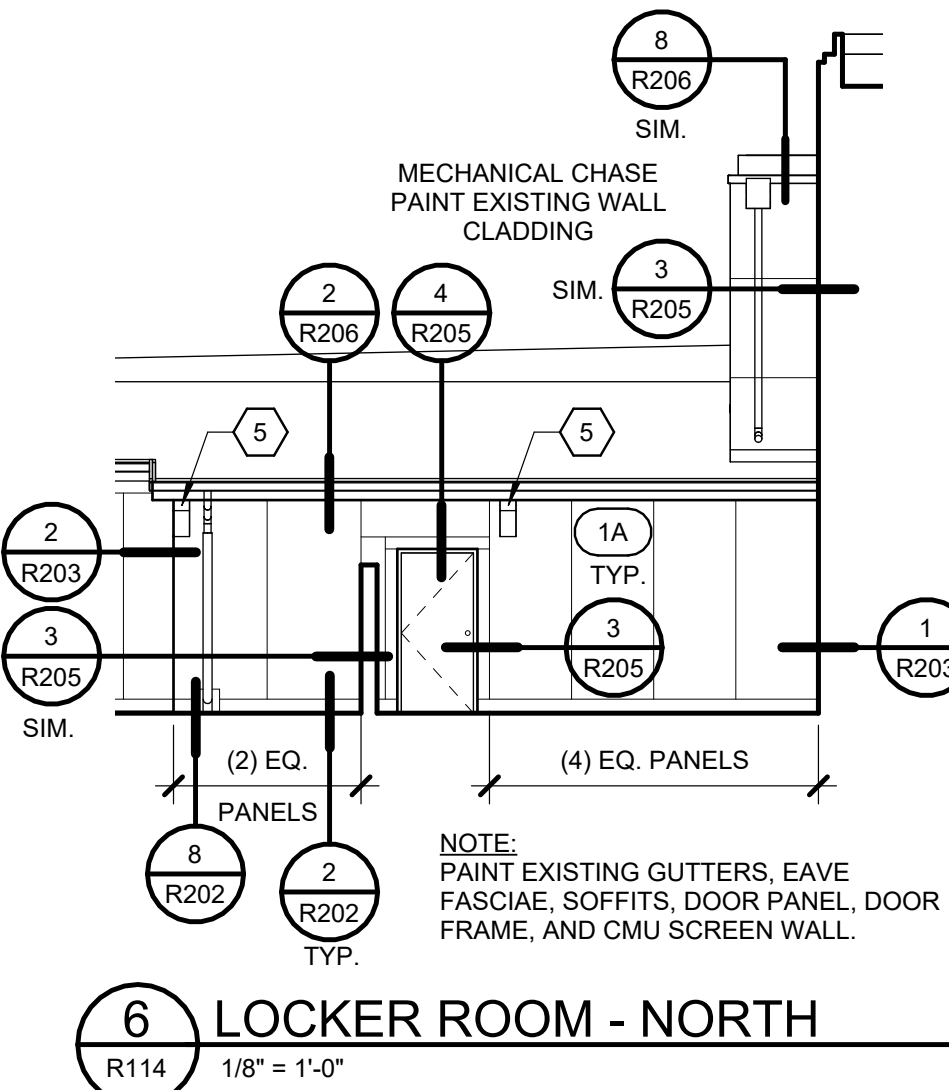 8
R206
SIM.
MECHANICAL CHASE
PAINT EXISTING WALL
CLADDING
SIM.
3
R205
2
R206
4
R205
5
5
2
R203
1A
TYP.
3
R205
SIM.
3
R205
1
R203
(2) EQ.
PANELS
(4) EQ. PANELS
8
R202
2
R202
TYP.
NOTE:
PAINT EXISTING GUTTERS, EAVE
FASCIAE, SOFFITS, DOOR PANEL, DOOR
FRAME, AND CMU SCREEN WALL.
6
R114
LOCKER ROOM - NORTH
1/8" = 1'-0"